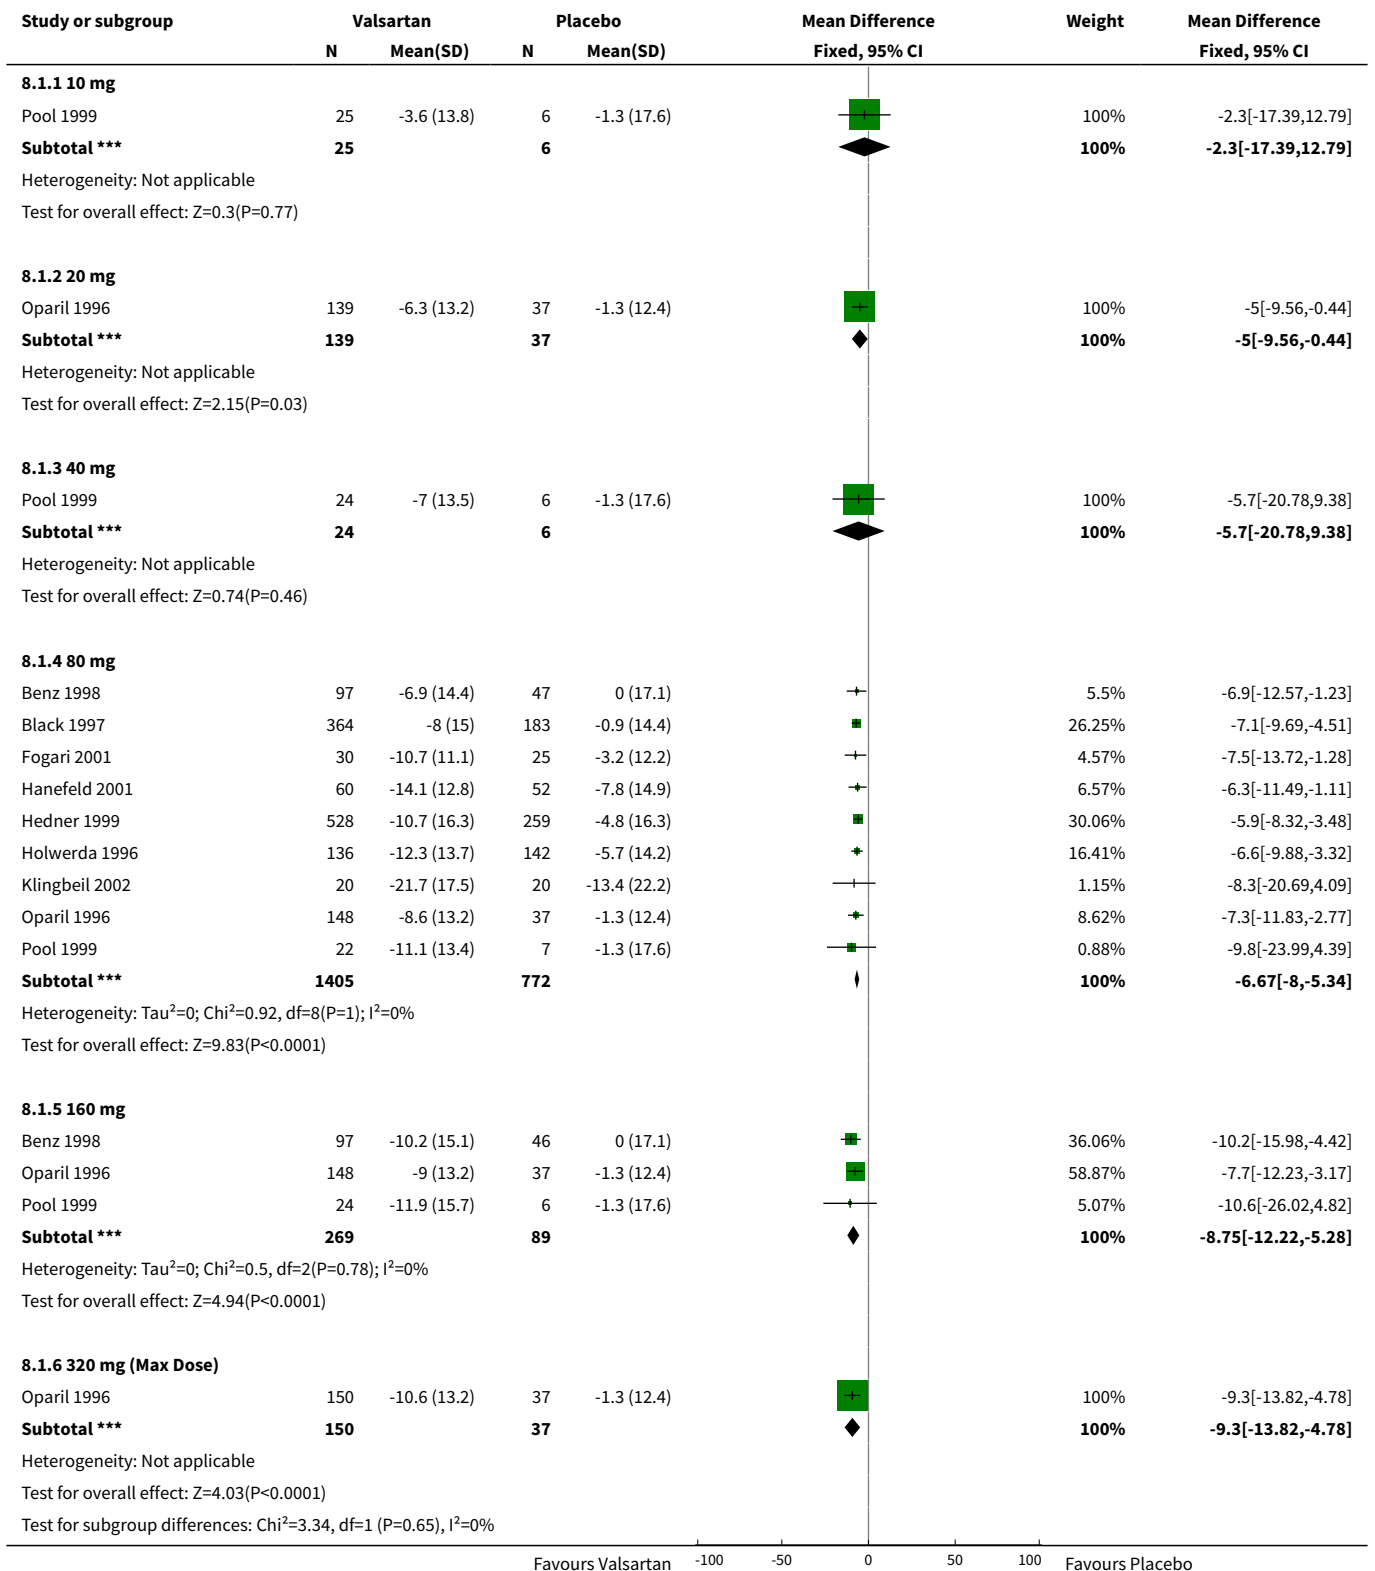 Study or subgroup Valsartan Placebo Mean Difference Weight Mean Difference
N Mean(SD) N Mean(SD) Fixed, 95% CI Fixed, 95% CI
8.1.1 10 mg
Pool 1999 25 -3.6 (13.8) 6 -1.3 (17.6) 100% -2.3[-17.39,12.79]
Subtotal *** 25 6 100% -2.3[-17.39,12.79]
Heterogeneity: Not applicable
Test for overall effect: Z=0.3(P=0.77)
8.1.2 20 mg
Oparil 1996 139 -6.3 (13.2) 37 -1.3 (12.4) 100% -5[-9.56,-0.44]
Subtotal *** 139 37 100% -5[-9.56,-0.44]
Heterogeneity: Not applicable
Test for overall effect: Z=2.15(P=0.03)
8.1.3 40 mg
Pool 1999 24 -7 (13.5) 6 -1.3 (17.6) 100% -5.7[-20.78,9.38]
Subtotal *** 24 6 100% -5.7[-20.78,9.38]
Heterogeneity: Not applicable
Test for overall effect: Z=0.74(P=0.46)
8.1.4 80 mg
Benz 1998 97 -6.9 (14.4) 47 0 (17.1) 5.5% -6.9[-12.57,-1.23]
Black 1997 364 -8 (15) 183 -0.9 (14.4) 26.25% -7.1[-9.69,-4.51]
Fogari 2001 30 -10.7 (11.1) 25 -3.2 (12.2) 4.57% -7.5[-13.72,-1.28]
Hanefeld 2001 60 -14.1 (12.8) 52 -7.8 (14.9) 6.57% -6.3[-11.49,-1.11]
Hedner 1999 528 -10.7 (16.3) 259 -4.8 (16.3) 30.06% -5.9[-8.32,-3.48]
Holwerda 1996 136 -12.3 (13.7) 142 -5.7 (14.2) 16.41% -6.6[-9.88,-3.32]
Klingbeil 2002 20 -21.7 (17.5) 20 -13.4 (22.2) 1.15% -8.3[-20.69,4.09]
Oparil 1996 148 -8.6 (13.2) 37 -1.3 (12.4) 8.62% -7.3[-11.83,-2.77]
Pool 1999 22 -11.1 (13.4) 7 -1.3 (17.6) 0.88% -9.8[-23.99,4.39]
Subtotal *** 1405 772 100% -6.67[-8,-5.34]
Heterogeneity: Tau²=0; Chi²=0.92, df=8(P=1); I²=0%
Test for overall effect: Z=9.83(P<0.0001)
8.1.5 160 mg
Benz 1998 97 -10.2 (15.1) 46 0 (17.1) 36.06% -10.2[-15.98,-4.42]
Oparil 1996 148 -9 (13.2) 37 -1.3 (12.4) 58.87% -7.7[-12.23,-3.17]
Pool 1999 24 -11.9 (15.7) 6 -1.3 (17.6) 5.07% -10.6[-26.02,4.82]
Subtotal *** 269 89 100% -8.75[-12.22,-5.28]
Heterogeneity: Tau²=0; Chi²=0.5, df=2(P=0.78); I²=0%
Test for overall effect: Z=4.94(P<0.0001)
8.1.6 320 mg (Max Dose)
Oparil 1996 150 -10.6 (13.2) 37 -1.3 (12.4) 100% -9.3[-13.82,-4.78]
Subtotal *** 150 37 100% -9.3[-13.82,-4.78]
Heterogeneity: Not applicable
Test for overall effect: Z=4.03(P<0.0001)
Test for subgroup differences: Chi²=3.34, df=1 (P=0.65), I²=0%
Favours Valsartan -100 -50 0 50 100 Favours Placebo